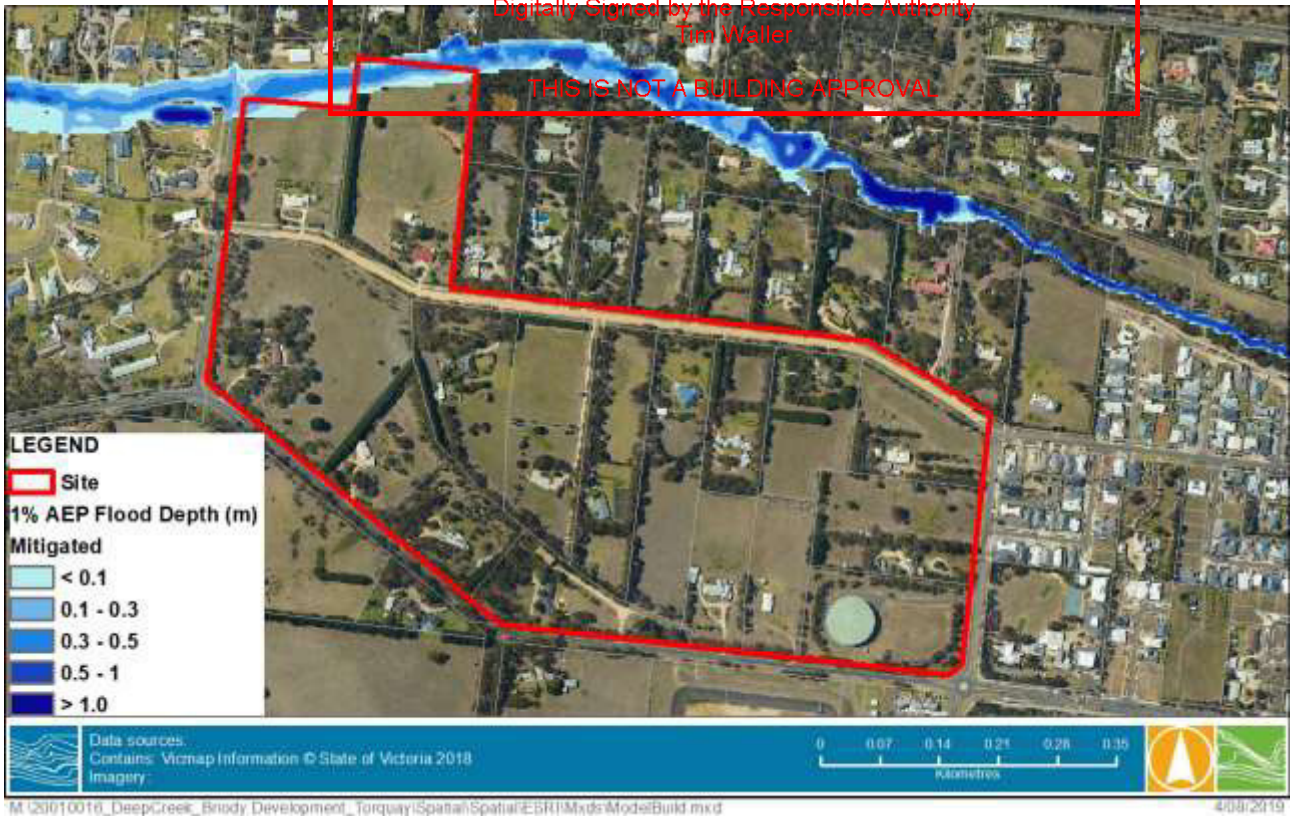 Digitally Signed by the Responsible Authority
Tim Waller
THIS IS NOT A BUILDING APPROVAL
LEGEND
Site
1% AEP Flood Depth (m)
Mitigated
< 0.1
0.1 - 0.3
0.3 - 0.5
0.5 - 1
> 1.0
Data sources:
Contains: Vicmap Information © State of Victoria 2018
Imagery:
0 0.07 0.14 0.21 0.28 0.35
Kilometres
M:\20010016_DeepCreek_Briody Development_Torquay\Spatial\Spatial\ESRI\Mxds\ModelBuild.mxd
4/08/2019